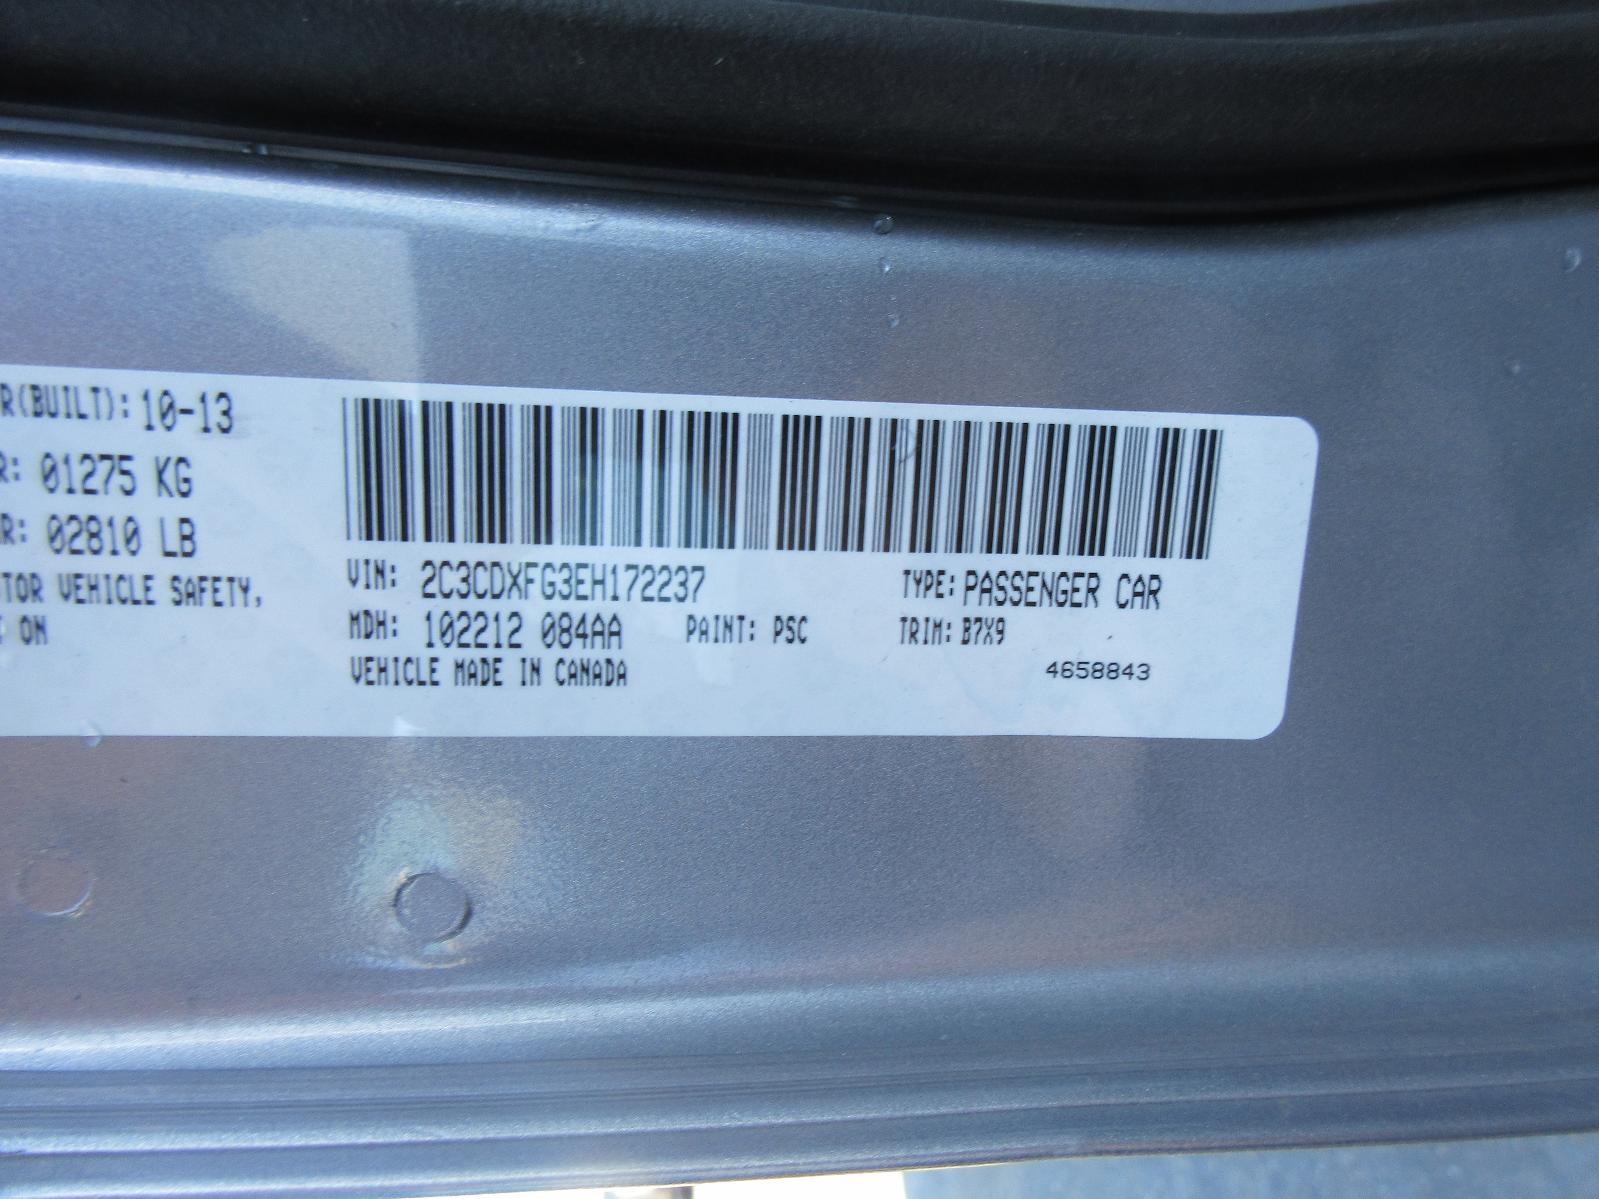 R(BUILT): 10-13
R: 01275 KG
R: 02810 LB
TOR VEHICLE SAFETY,
ON
VIN: 2C3CDXFG3EH172237 TYPE: PASSENGER CAR
MDH: 102212 084AA PAINT: PSC TRIM: B7X9
VEHICLE MADE IN CANADA 4658843